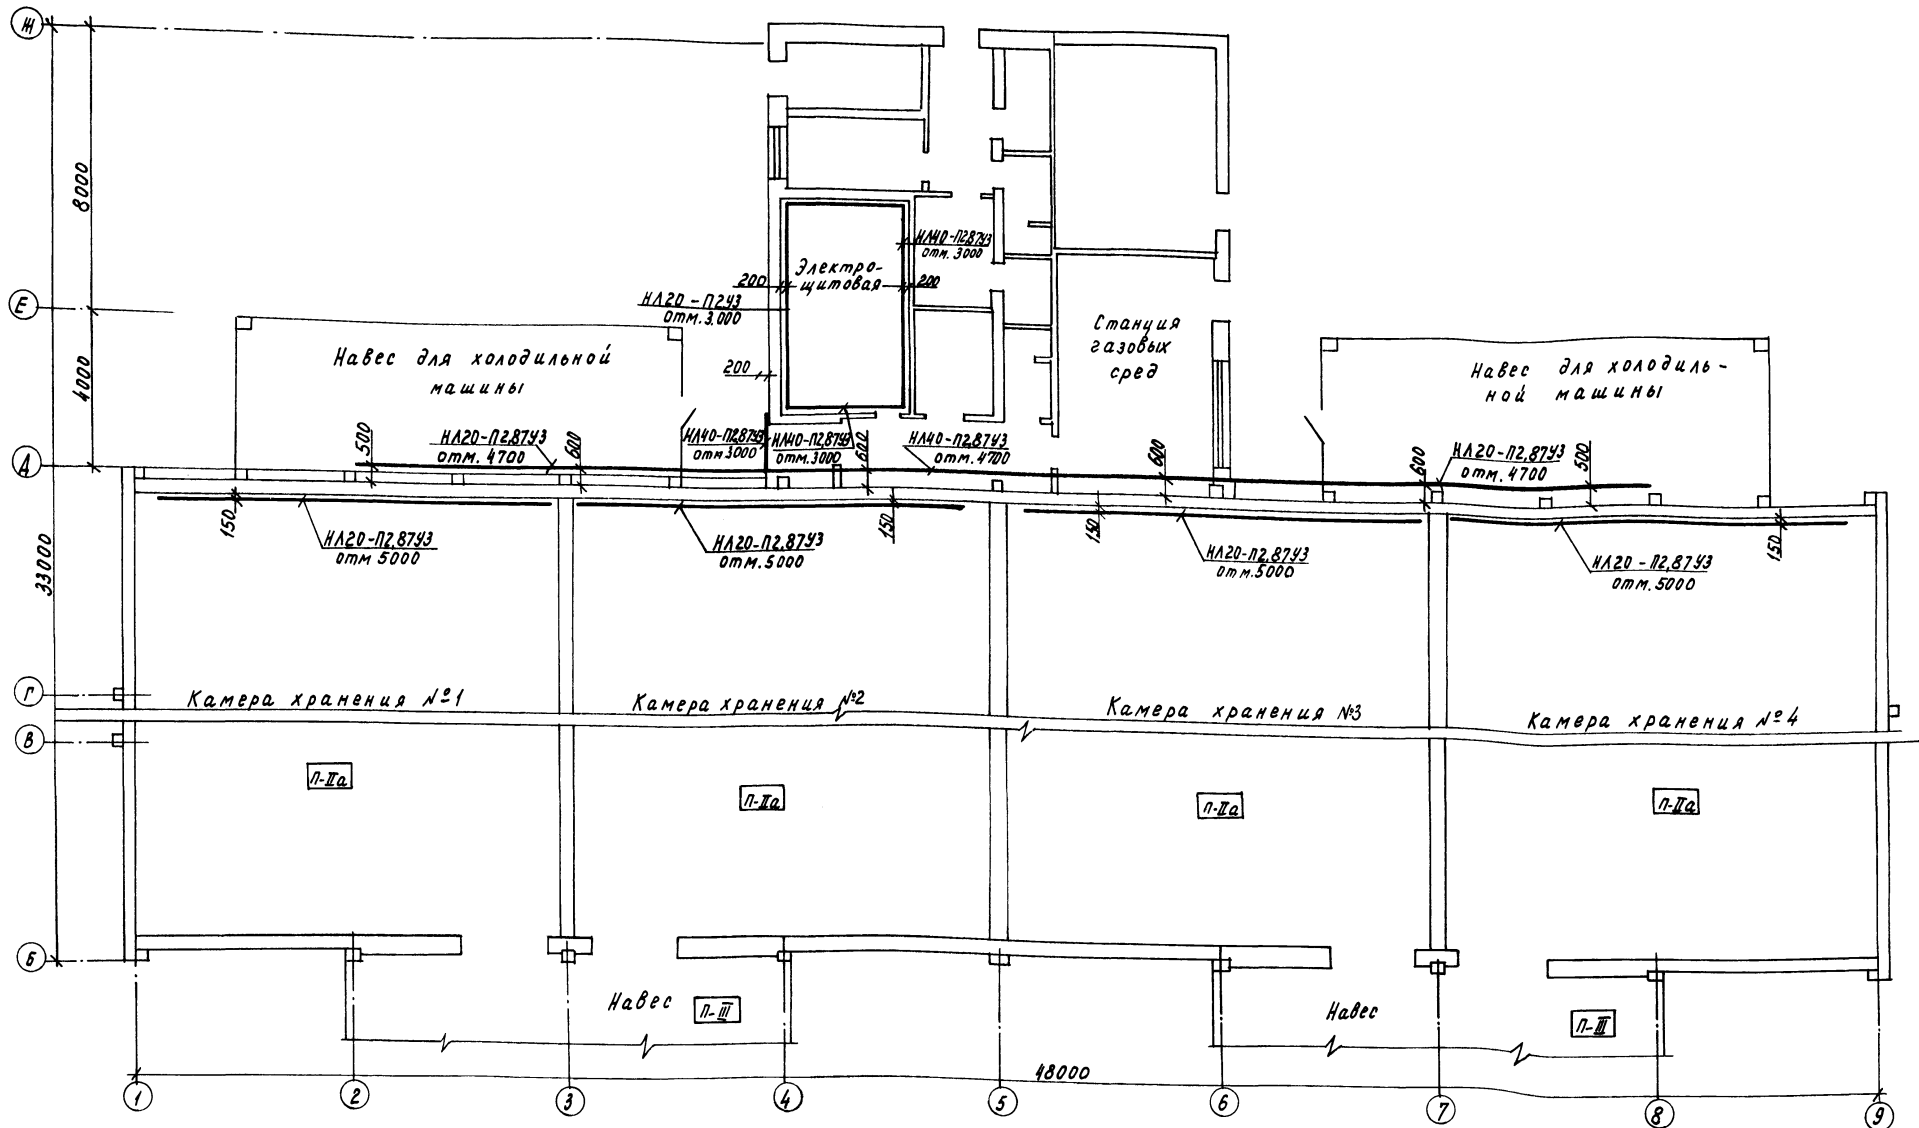 Ж
8000
Е
4000
Д
33000
Г
В
Б
НЛ40-П2,87У3
отм. 3000
Электро-
щитовая
200
200
НЛ20-П2У3
отм. 3.000
200
Станция
газовых
сред
Навес для холодильной
машины
Навес для холодиль-
ной машины
500
НЛ20-П2,87У3
отм. 4700
600
НЛ40-П2,87У3
отм 3000
НЛ40-П2,87У3
отм. 3000
600
НЛ40-П2,87У3
отм. 4700
600
600
НЛ20-П2,87У3
отм. 4700
500
150
НЛ20-П2,87У3
отм 5000
НЛ20-П2,87У3
отм. 5000
150
150
НЛ20-П2,87У3
отм. 5000
НЛ20-П2,87У3
отм. 5000
150
Камера хранения №1
Камера хранения №2
Камера хранения №3
Камера хранения №4
П-IIа
П-IIа
П-IIа
П-IIа
Навес
П-III
Навес
П-III
48000
1
2
3
4
5
6
7
8
9